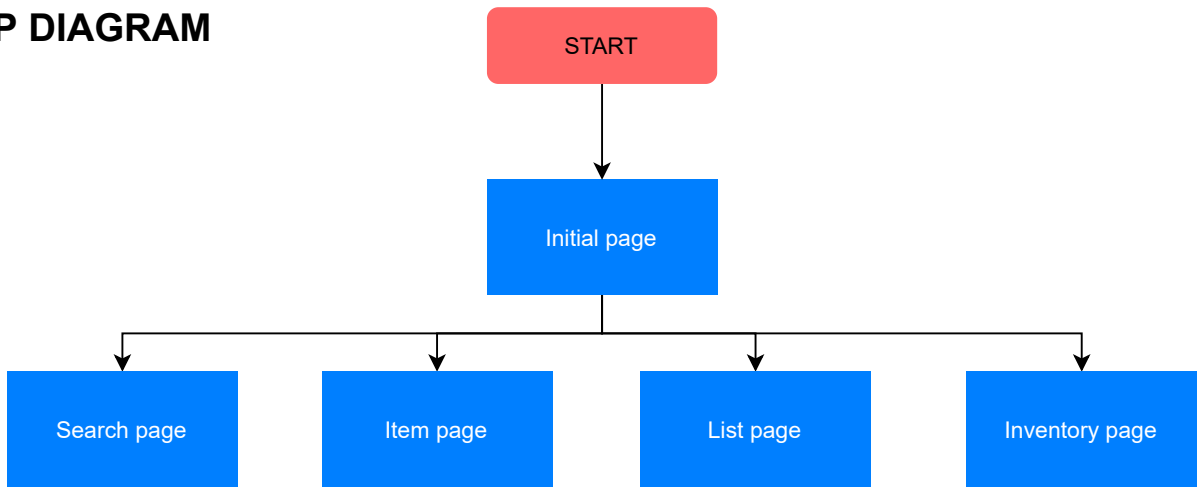 P DIAGRAM
START
Initial page
Search page
Item page
List page
Inventory page